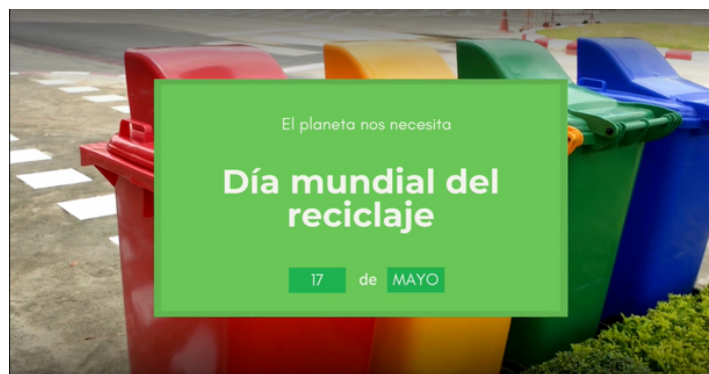 El planeta nos necesita
Día mundial del
reciclaje
17 de MAYO